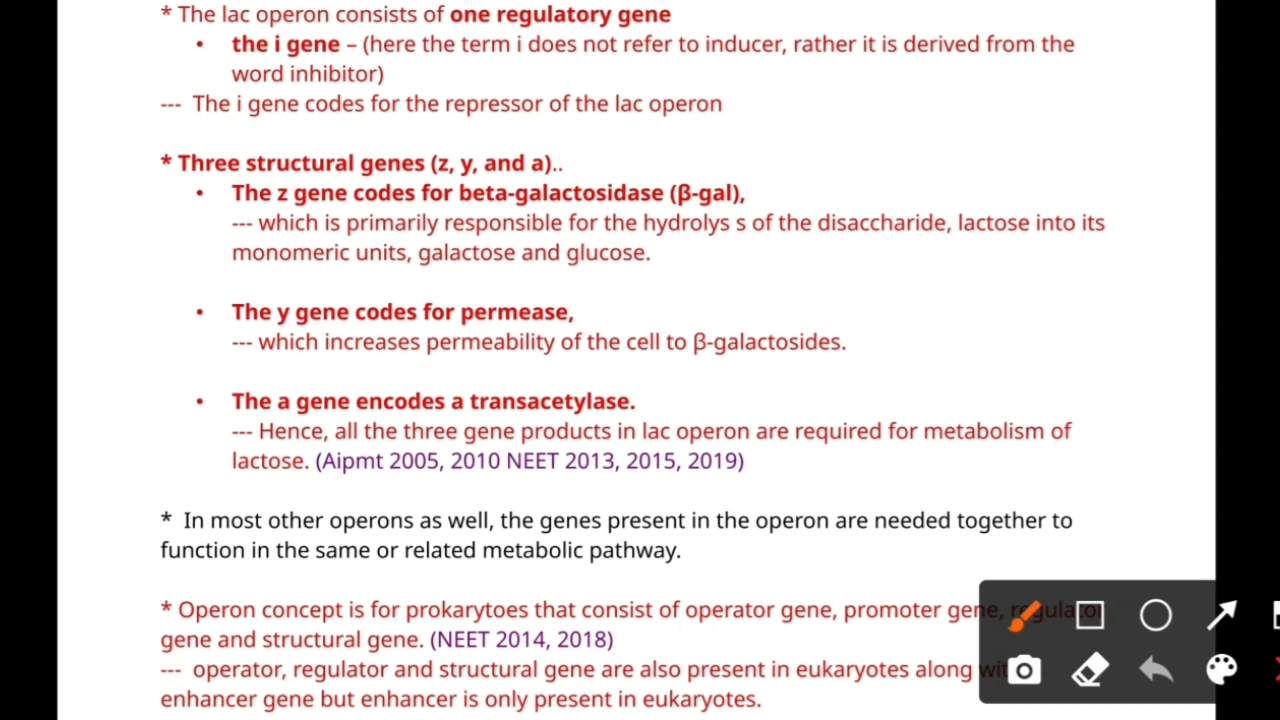 * The lac operon consists of one regulatory gene
• the i gene – (here the term i does not refer to inducer, rather it is derived from the
word inhibitor)
--- The i gene codes for the repressor of the lac operon
* Three structural genes (z, y, and a)..
• The z gene codes for beta-galactosidase (β-gal),
--- which is primarily responsible for the hydrolys s of the disaccharide, lactose into its
monomeric units, galactose and glucose.
• The y gene codes for permease,
--- which increases permeability of the cell to β-galactosides.
• The a gene encodes a transacetylase.
--- Hence, all the three gene products in lac operon are required for metabolism of
lactose. (Aipmt 2005, 2010 NEET 2013, 2015, 2019)
* In most other operons as well, the genes present in the operon are needed together to
function in the same or related metabolic pathway.
* Operon concept is for prokarytoes that consist of operator gene, promoter gene, regulator
gene and structural gene. (NEET 2014, 2018)
--- operator, regulator and structural gene are also present in eukaryotes along with
enhancer gene but enhancer is only present in eukaryotes.